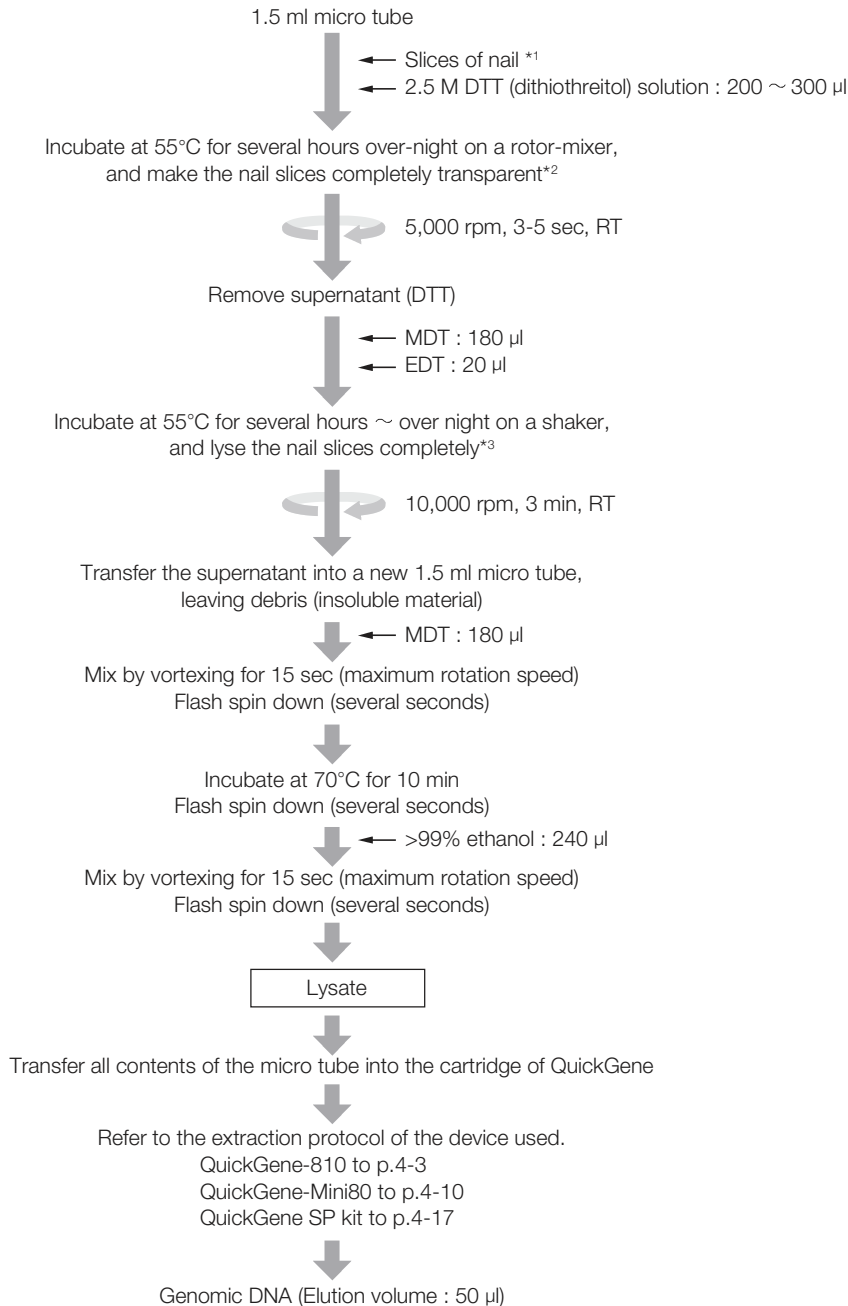 1.5 ml micro tube
Slices of nail *1
2.5 M DTT (dithiothreitol) solution : 200 ～ 300 μl
Incubate at 55°C for several hours over-night on a rotor-mixer,
and make the nail slices completely transparent*2
5,000 rpm, 3-5 sec, RT
Remove supernatant (DTT)
MDT : 180 μl
EDT : 20 μl
Incubate at 55°C for several hours ～ over night on a shaker,
and lyse the nail slices completely*3
10,000 rpm, 3 min, RT
Transfer the supernatant into a new 1.5 ml micro tube,
leaving debris (insoluble material)
MDT : 180 μl
Mix by vortexing for 15 sec (maximum rotation speed)
Flash spin down (several seconds)
Incubate at 70°C for 10 min
Flash spin down (several seconds)
>99% ethanol : 240 μl
Mix by vortexing for 15 sec (maximum rotation speed)
Flash spin down (several seconds)
Lysate
Transfer all contents of the micro tube into the cartridge of QuickGene
Refer to the extraction protocol of the device used.
QuickGene-810 to p.4-3
QuickGene-Mini80 to p.4-10
QuickGene SP kit to p.4-17
Genomic DNA (Elution volume : 50 μl)